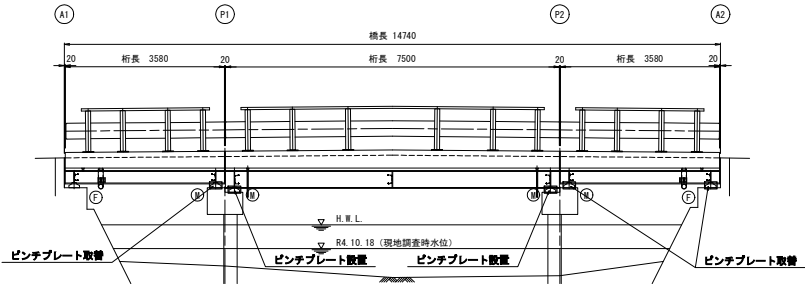 A1
P1
P2
A2
橋長 14740
20
桁長 3580
20
桁長 7500
20
桁長 3580
20
F
M
M
M
M
F
H.W.L.
R4.10.18 (現地調査時水位)
ピンチプレート取替
ピンチプレート設置
ピンチプレート設置
ピンチプレート取替